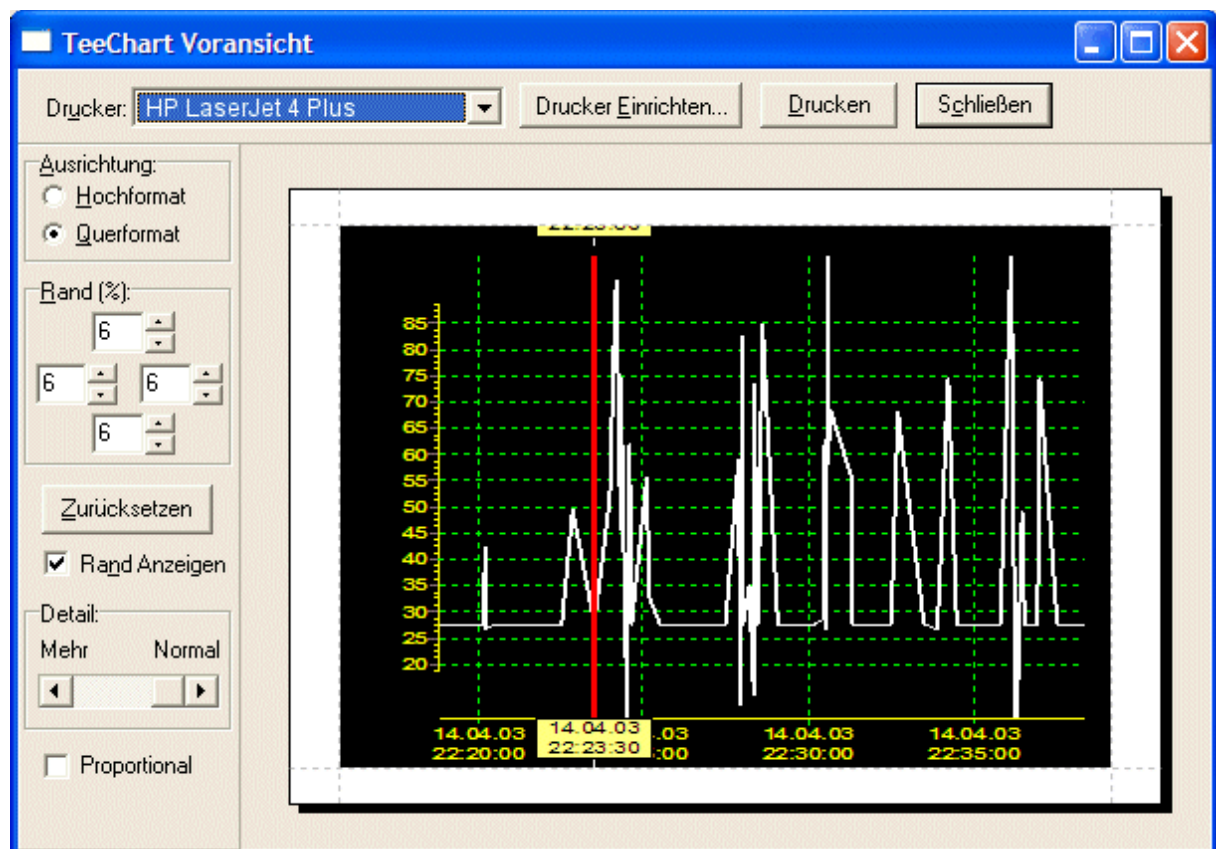 TeeChart Voransicht
Drucker: HP LaserJet 4 Plus Drucker Einrichten... Drucken Schließen
Ausrichtung:
Hochformat
Querformat
Rand (%):
6
6 6
6
Zurücksetzen
Rand Anzeigen
Detail:
Mehr Normal
Proportional
85
80
75
70
65
60
55
50
45
40
35
30
25
20
14.04.03 14.04.03 .03 14.04.03 14.04.03
22:20:00 22:23:30 :00 22:30:00 22:35:00